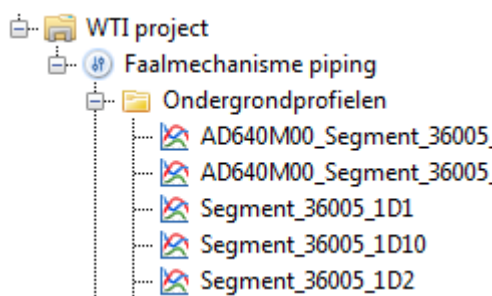 WTI project
Faalmechanisme piping
Ondergrondprofielen
AD640M00_Segment_36005_
AD640M00_Segment_36005_
Segment_36005_1D1
Segment_36005_1D10
Segment_36005_1D2